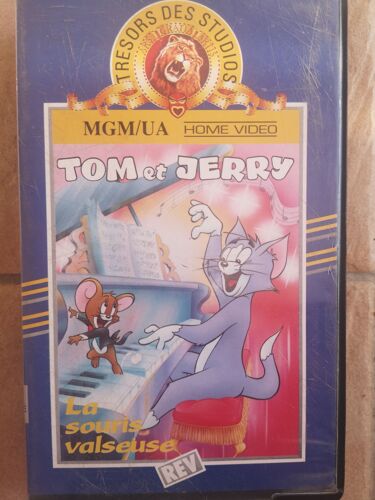 TRESORS DES STUDIOS
MGM/UA HOME VIDEO
TOM et JERRY
La
souris
valseuse
REV